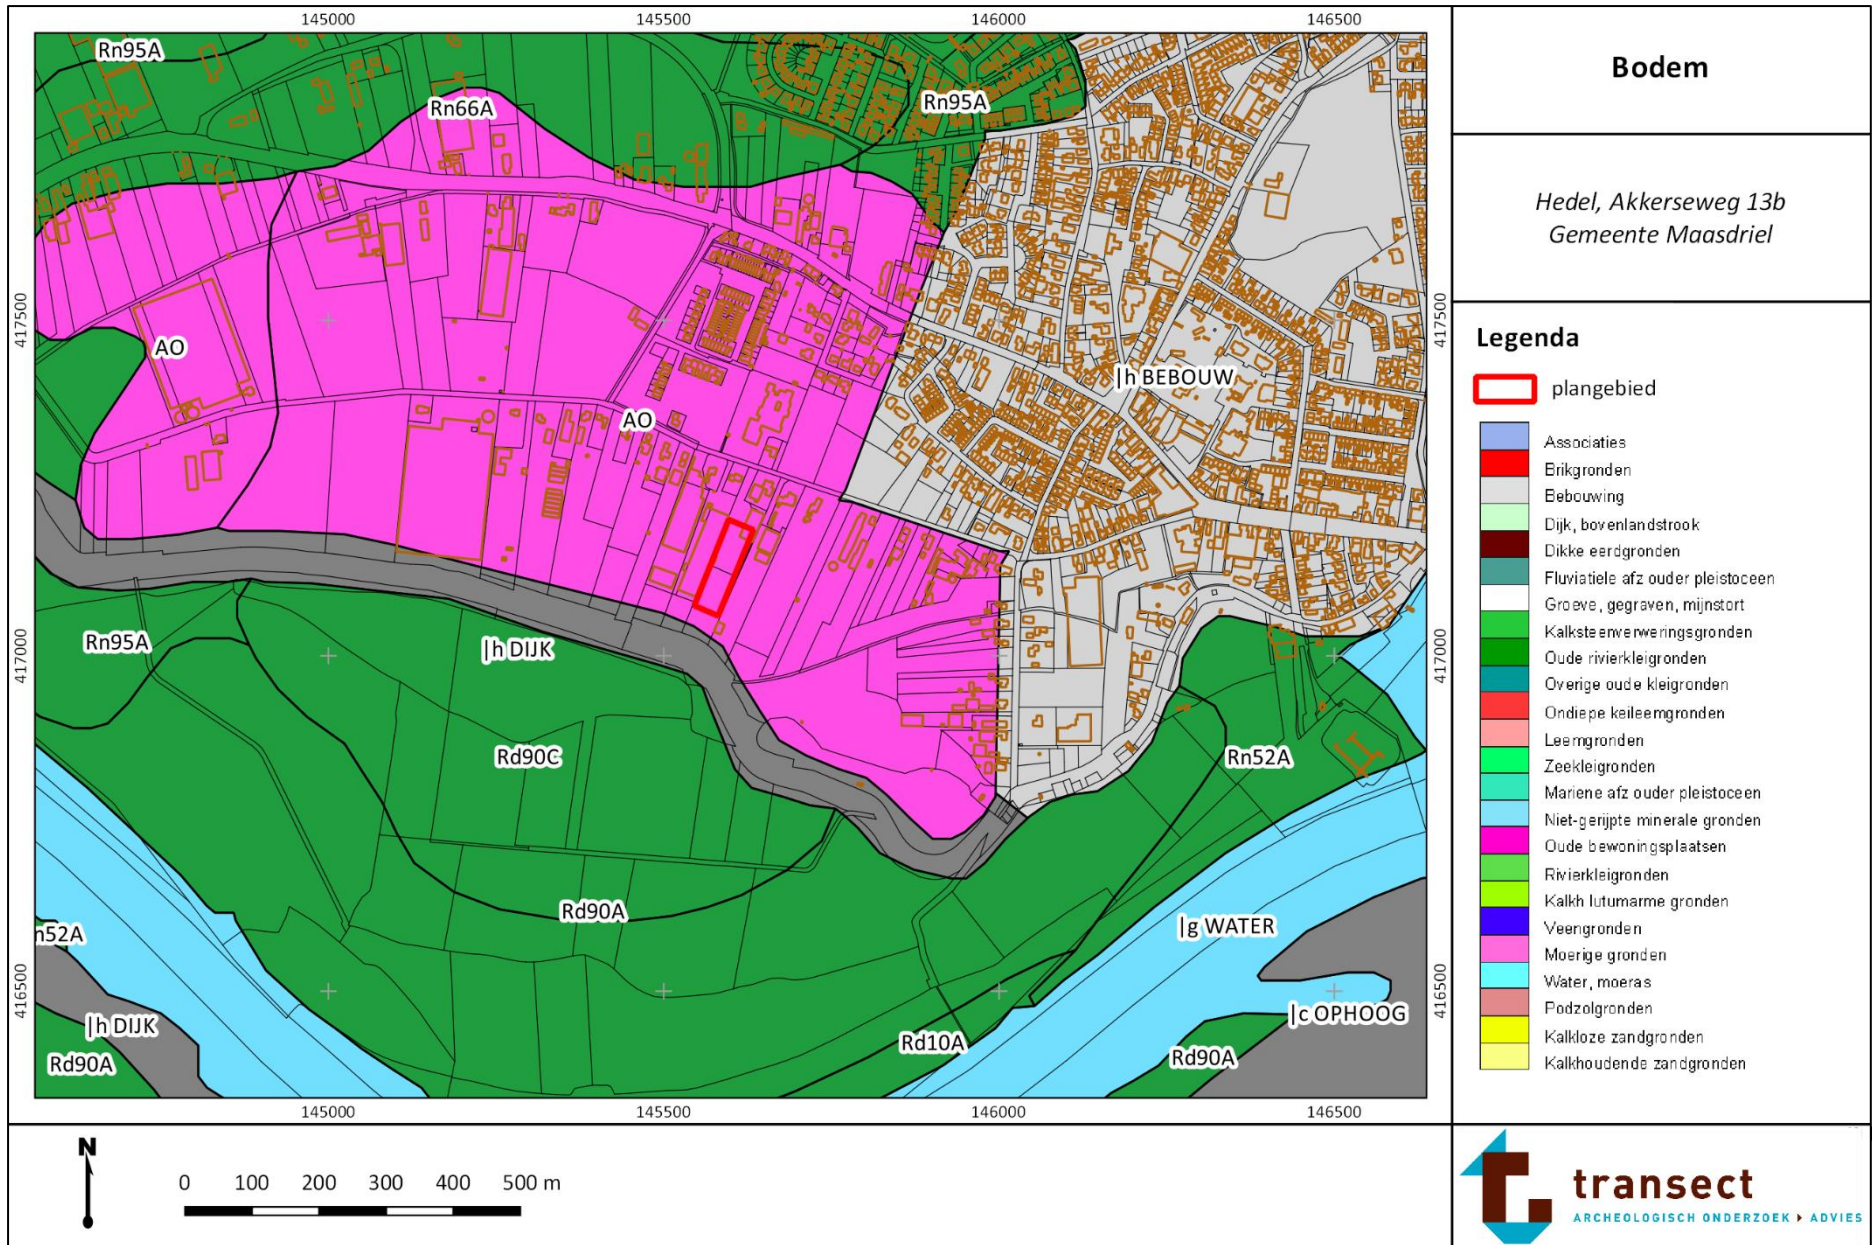 145000
145500
146000
146500
Rn95A
Rn66A
Rn95A
417500
417500
AO
|h BEBOUW
AO
417000
417000
Rn95A
|h DIJK
Rd90C
Rn52A
Rd90A
n52A
|g WATER
416500
416500
|h DIJK
|c OPHOOG
Rd10A
Rd90A
Rd90A
145000
145500
146000
146500
Bodem
Hedel, Akkerseweg 13b
Gemeente Maasdriel
Legenda
plangebied
Associaties
Brikgronden
Bebouwing
Dijk, bovenlandstrook
Dikke eerdgronden
Fluviatiele afz ouder pleistoceen
Groeve, gegraven, mijnstort
Kalksteenverweringsgronden
Oude rivierkleigronden
Overige oude kleigronden
Ondiepe keileemgronden
Leemgronden
Zeekleigronden
Mariene afz ouder pleistoceen
Niet-gerijpte minerale gronden
Oude bewoningsplaatsen
Rivierkleigronden
Kalkh lutumarme gronden
Veengronden
Moerige gronden
Water, moeras
Podzolgronden
Kalkloze zandgronden
Kalkhoudende zandgronden
N
0 100 200 300 400 500 m
transect
ARCHEOLOGISCH ONDERZOEK ▸ ADVIES